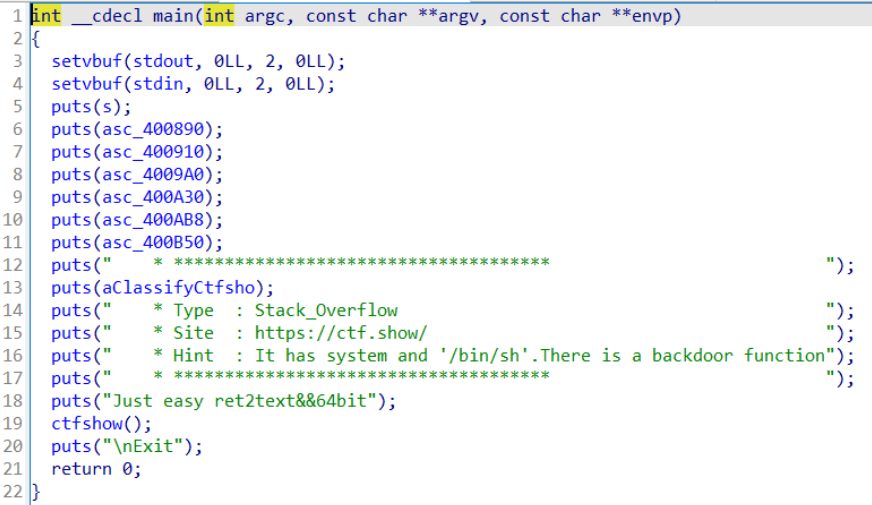 1 int __cdecl main(int argc, const char **argv, const char **envp)
2 {
3   setvbuf(stdout, 0LL, 2, 0LL);
4   setvbuf(stdin, 0LL, 2, 0LL);
5   puts(s);
6   puts(asc_400890);
7   puts(asc_400910);
8   puts(asc_4009A0);
9   puts(asc_400A30);
10   puts(asc_400AB8);
11   puts(asc_400B50);
12   puts("    * *************************************                           ");
13   puts(aClassifyCtfsho);
14   puts("    * Type  : Stack_Overflow                                          ");
15   puts("    * Site  : https://ctf.show/                                       ");
16   puts("    * Hint  : It has system and '/bin/sh'.There is a backdoor function");
17   puts("    * *************************************                           ");
18   puts("Just easy ret2text&&64bit");
19   ctfshow();
20   puts("\nExit");
21   return 0;
22 }